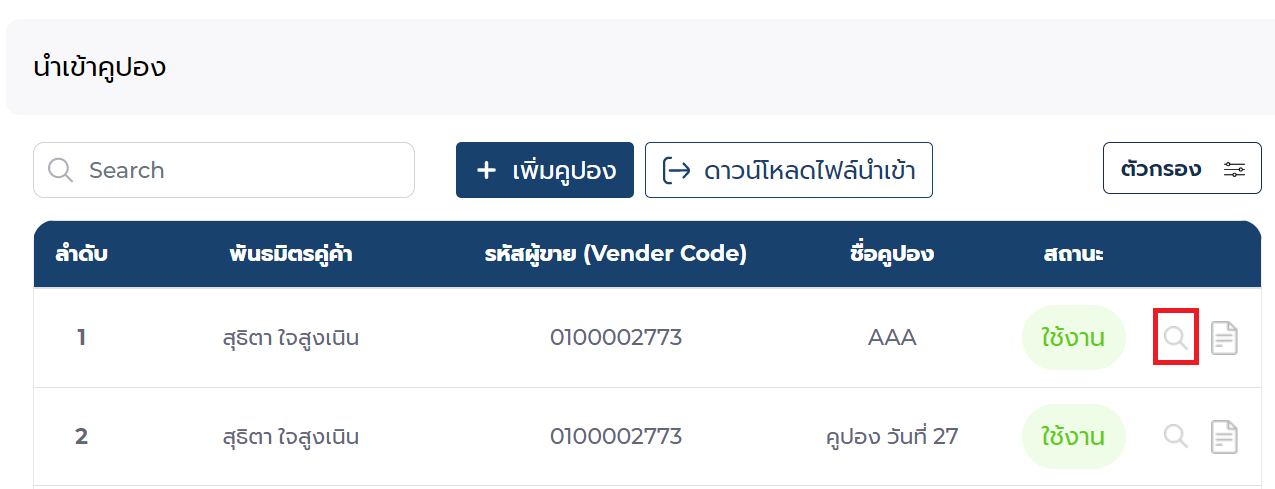 นำเข้าคูปอง
Search
+ เพิ่มคูปอง
ดาวน์โหลดไฟล์นำเข้า
ตัวกรอง
ลำดับ พันธมิตรคู่ค้า รหัสผู้ขาย (Vender Code) ชื่อคูปอง สถานะ
1 สุธิตา ใจสูงเนิน 0100002773 AAA ใช้งาน
2 สุธิตา ใจสูงเนิน 0100002773 คูปอง วันที่ 27 ใช้งาน